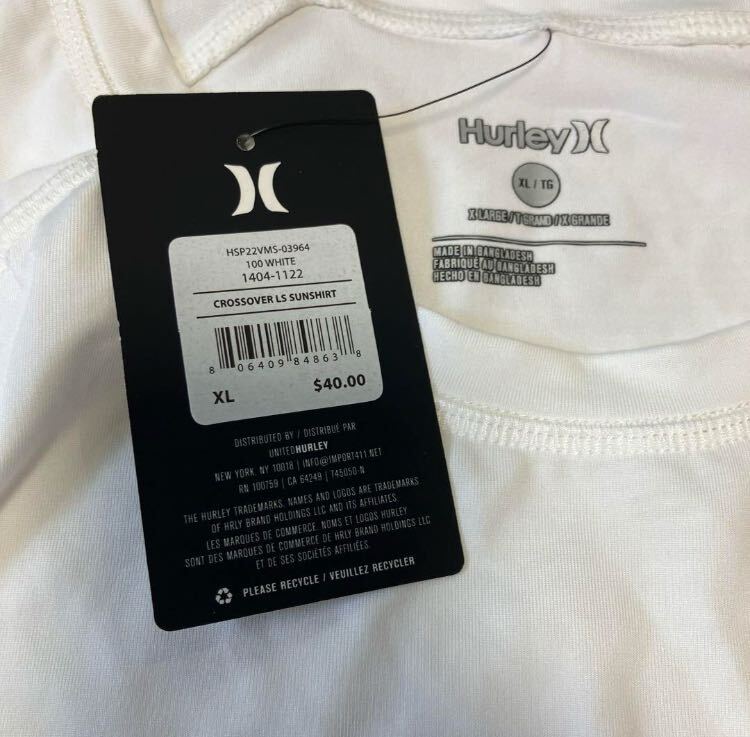 HSP22VMS-03964
100 WHITE
1404-1122
CROSSOVER LS SUNSHIRT
8 06409 84863 8
XL $40.00
DISTRIBUTED BY / DISTRIBUÉ PAR
UNITEDHURLEY
NEW YORK, NY 10018 | INFO@IMPORT411.NET
RN 100759 | CA 64249 | T45050-N
THE HURLEY TRADEMARKS, NAMES AND LOGOS ARE TRADEMARKS
OF HRLY BRAND HOLDINGS LLC AND ITS AFFILIATES.
LES MARQUES DE COMMERCE, NOMS ET LOGOS HURLEY
SONT DES MARQUES DE COMMERCE DE HRLY BRAND HOLDINGS LLC
ET DE SES SOCIÉTÉS AFFILIÉES.
PLEASE RECYCLE / VEUILLEZ RECYCLER
Hurley
XL / TG
X LARGE / T GRAND / X GRANDE
MADE IN BANGLADESH
FABRIQUÉ AU BANGLADESH
HECHO EN BANGLADESH